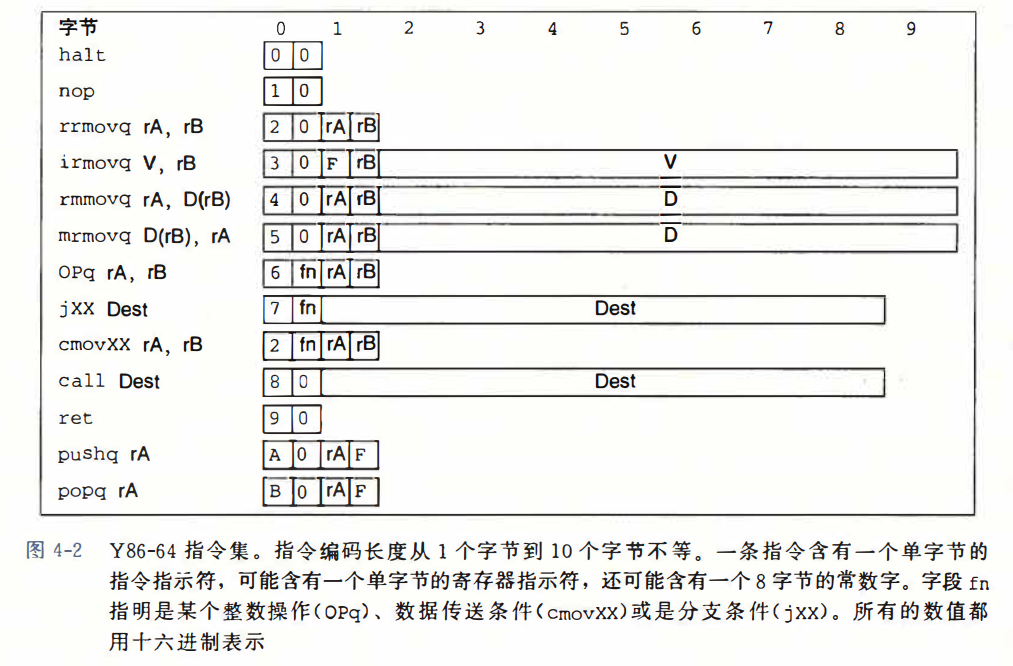 字节 0 1 2 3 4 5 6 7 8 9
halt 0 0
nop 1 0
rrmovq rA, rB 2 0 rA rB
irmovq V, rB 3 0 F rB V
rmmovq rA, D(rB) 4 0 rA rB D
mrmovq D(rB), rA 5 0 rA rB D
OPq rA, rB 6 fn rA rB
jXX Dest 7 fn Dest
cmovXX rA, rB 2 fn rA rB
call Dest 8 0 Dest
ret 9 0
pushq rA A 0 rA F
popq rA B 0 rA F
图 4-2 Y86-64 指令集。指令编码长度从 1 个字节到 10 个字节不等。一条指令含有一个单字节的
指令指示符，可能含有一个单字节的寄存器指示符，还可能含有一个 8 字节的常数字。字段 fn
指明是某个整数操作(OPq)、数据传送条件(cmovXX)或是分支条件(jXX)。所有的数值都
用十六进制表示